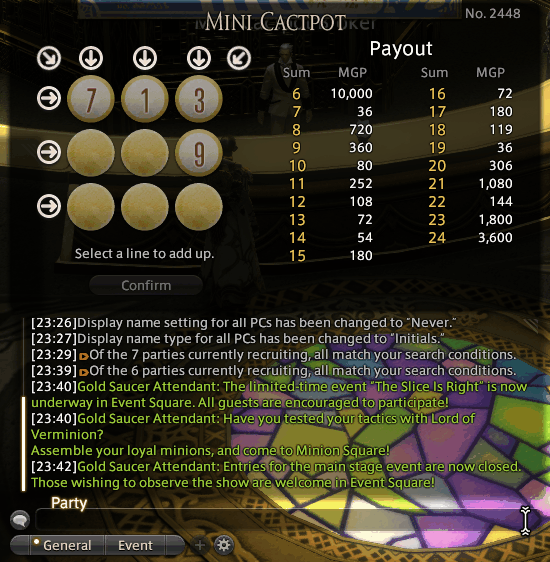 No. 2448
MINI CACTPOT
Payout
Sum MGP Sum MGP
6 10,000 16 72
7 36 17 180
8 720 18 119
9 360 19 36
10 80 20 306
11 252 21 1,080
12 108 22 144
13 72 23 1,800
14 54 24 3,600
15 180
7 1 3
9
Select a line to add up.
Confirm
[23:26]Display name setting for all PCs has been changed to "Never."
[23:27]Display name type for all PCs has been changed to "Initials."
[23:29]Of the 7 parties currently recruiting, all match your search conditions.
[23:39]Of the 6 parties currently recruiting, all match your search conditions.
[23:40]Gold Saucer Attendant: The limited-time event "The Slice Is Right" is now
underway in Event Square. All guests are encouraged to participate!
[23:40]Gold Saucer Attendant: Have you tested your tactics with Lord of
Verminion?
Assemble your loyal minions, and come to Minion Square!
[23:42]Gold Saucer Attendant: Entries for the main stage event are now closed.
Those wishing to observe the show are welcome in Event Square!
Party
General Event